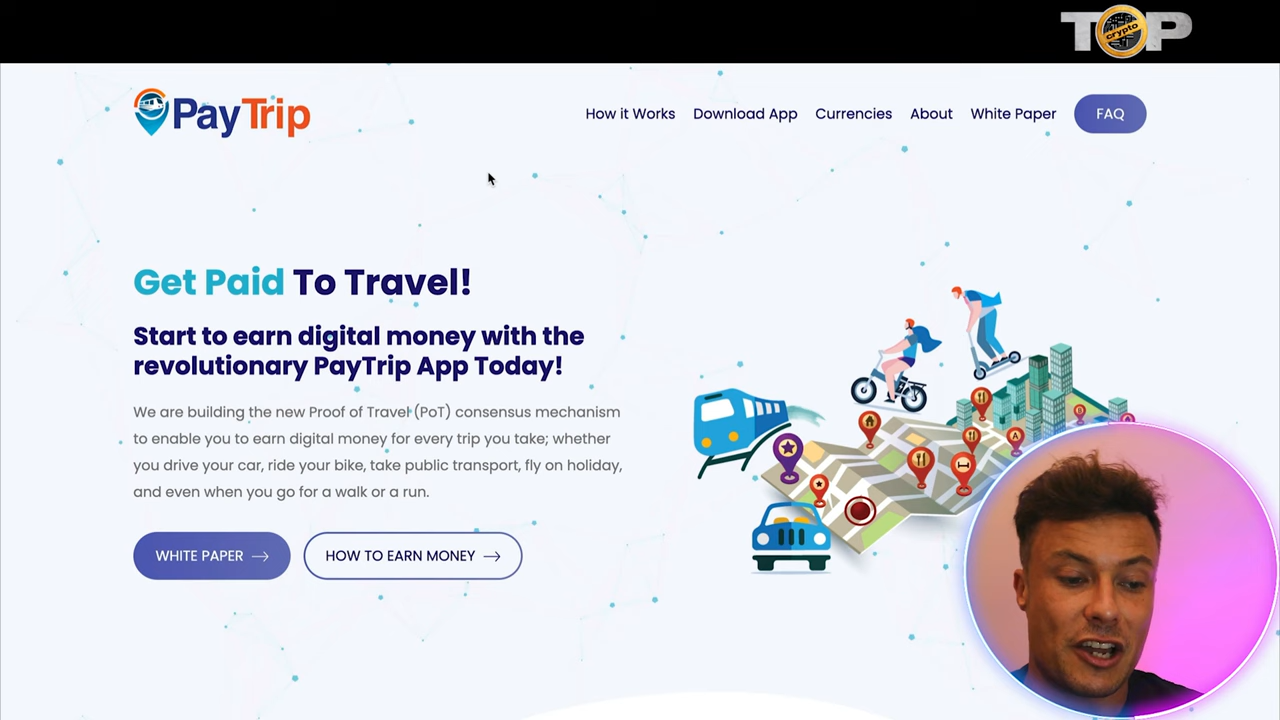 TOP
crypto
PayTrip
How it Works Download App Currencies About White Paper FAQ
Get Paid To Travel!
Start to earn digital money with the
revolutionary PayTrip App Today!
We are building the new Proof of Travel (PoT) consensus mechanism
to enable you to earn digital money for every trip you take; whether
you drive your car, ride your bike, take public transport, fly on holiday,
and even when you go for a walk or a run.
WHITE PAPER → HOW TO EARN MONEY →
A